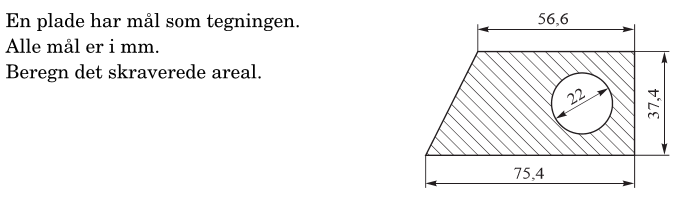 En plade har mål som tegningen.
Alle mål er i mm.
Beregn det skraverede areal.
56,6
22
37,4
75,4